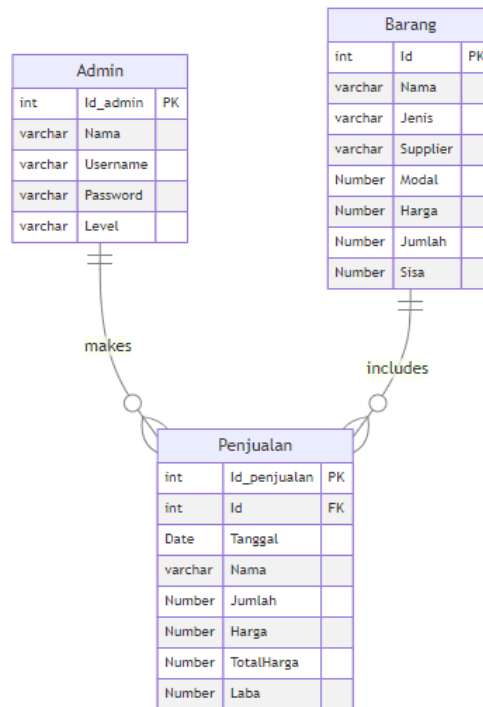 Admin
int Id_admin PK
varchar Nama
varchar Username
varchar Password
varchar Level
Barang
int Id PK
varchar Nama
varchar Jenis
varchar Supplier
Number Modal
Number Harga
Number Jumlah
Number Sisa
makes
includes
Penjualan
int Id_penjualan PK
int Id FK
Date Tanggal
varchar Nama
Number Jumlah
Number Harga
Number TotalHarga
Number Laba